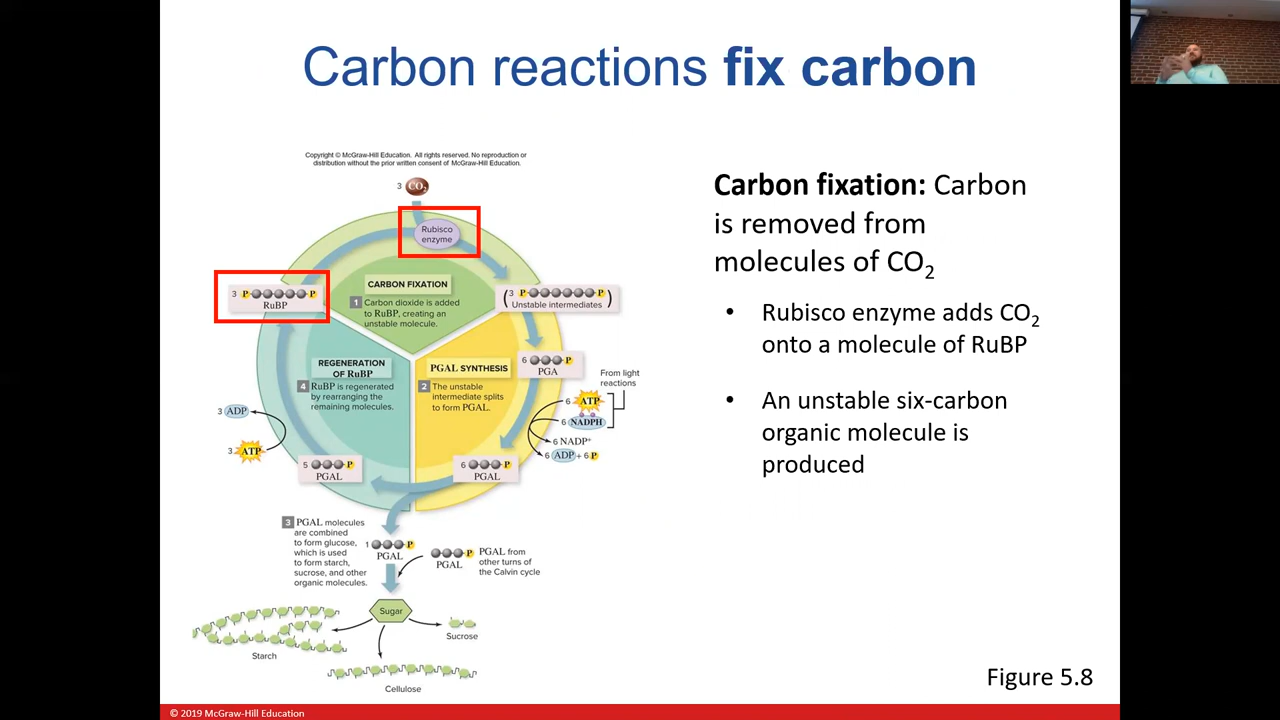 Carbon reactions fix carbon
Copyright © McGraw-Hill Education. All rights reserved. No reproduction or
distribution without the prior written consent of McGraw-Hill Education.
3 CO2
Rubisco
enzyme
3 P P
RuBP
CARBON FIXATION
1 Carbon dioxide is added
to RuBP, creating an
unstable molecule.
( 3 P P )
Unstable intermediates
REGENERATION
OF RuBP
4 RuBP is regenerated
by rearranging the
remaining molecules.
PGAL SYNTHESIS
2 The unstable
intermediate splits
to form PGAL.
6 P
PGA
From light
reactions
6 ATP
6 NADPH
6 NADP+
6 ADP + 6 P
3 ADP
3 ATP
5 P
PGAL
6 P
PGAL
3 PGAL molecules
are combined
to form glucose,
which is used
to form starch,
sucrose, and other
organic molecules.
1 P
PGAL
P
PGAL
PGAL from
other turns of
the Calvin cycle
Sugar
Starch
Sucrose
Cellulose
Carbon fixation: Carbon
is removed from
molecules of CO2
• Rubisco enzyme adds CO2
onto a molecule of RuBP
• An unstable six-carbon
organic molecule is
produced
Figure 5.8
© 2019 McGraw-Hill Education